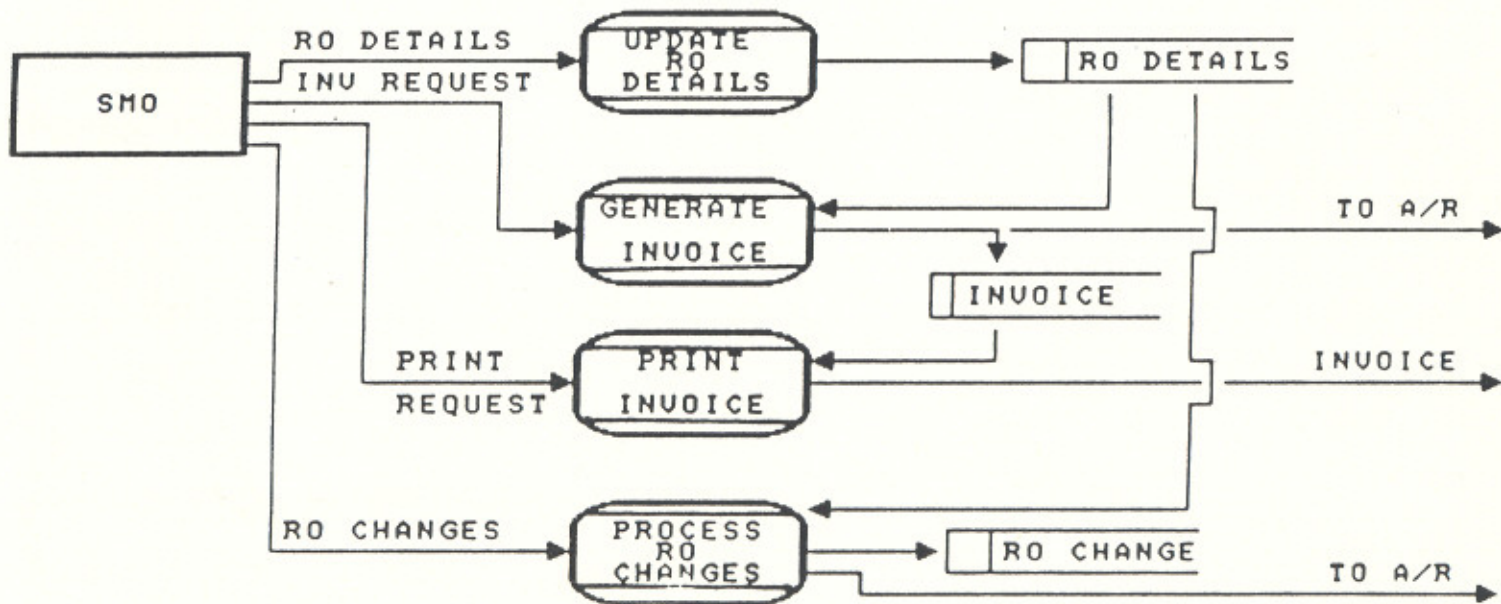 RO DETAILS
INV REQUEST
SMO
UPDATE
RO
DETAILS
RO DETAILS
GENERATE
INVOICE
TO A/R
INVOICE
PRINT
REQUEST
PRINT
INVOICE
INVOICE
RO CHANGES
PROCESS
RO
CHANGES
RO CHANGE
TO A/R